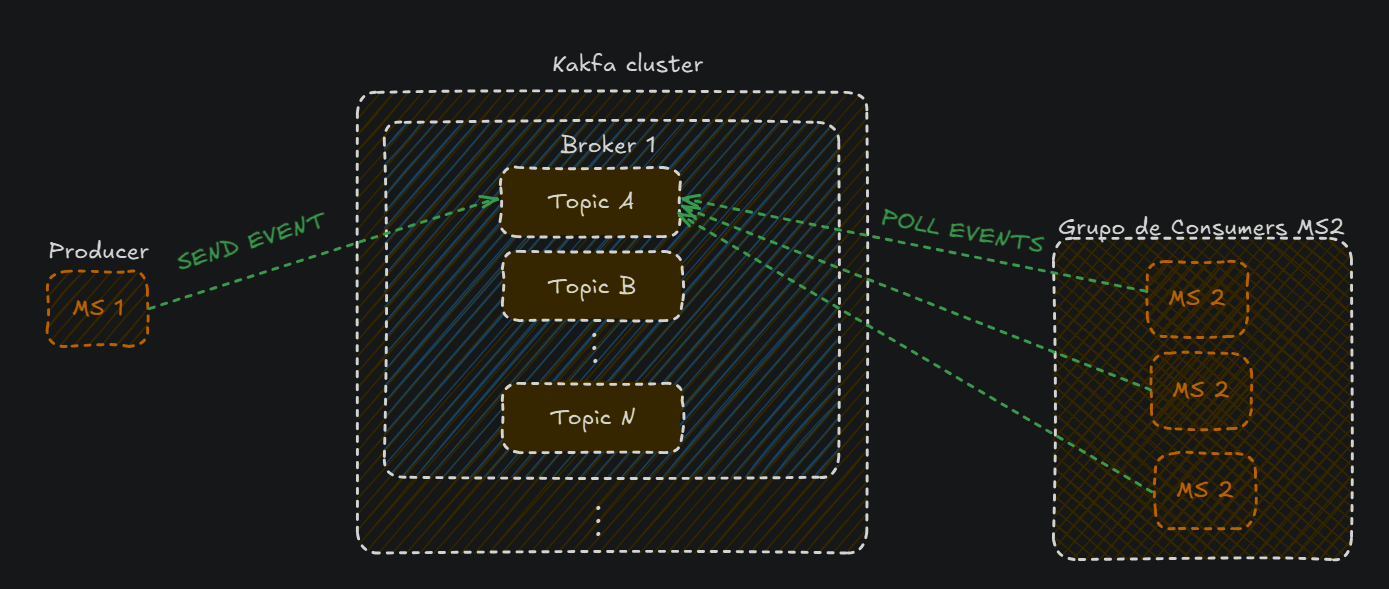 Kakfa cluster
Broker 1
Topic A
Topic B
Topic N
Producer
MS 1
SEND EVENT
POLL EVENTS
Grupo de Consumers MS2
MS 2
MS 2
MS 2